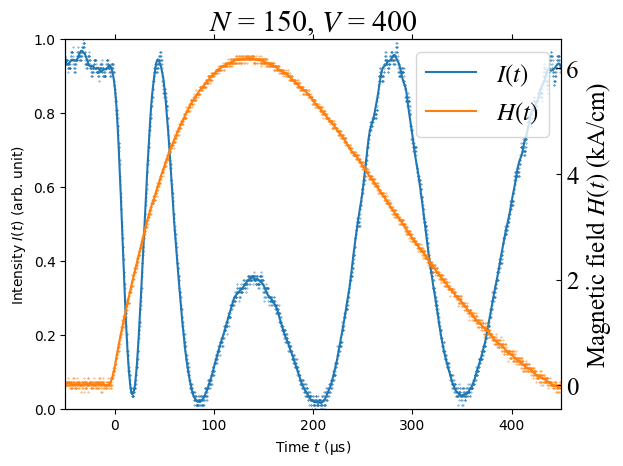 N = 150, V = 400
Intensity I(t) (arb. unit)
1.0
0.8
0.6
0.4
0.2
0.0
I(t)
H(t)
6
4
2
0
Magnetic field H(t) (kA/cm)
0
100
200
300
400
Time t (μs)